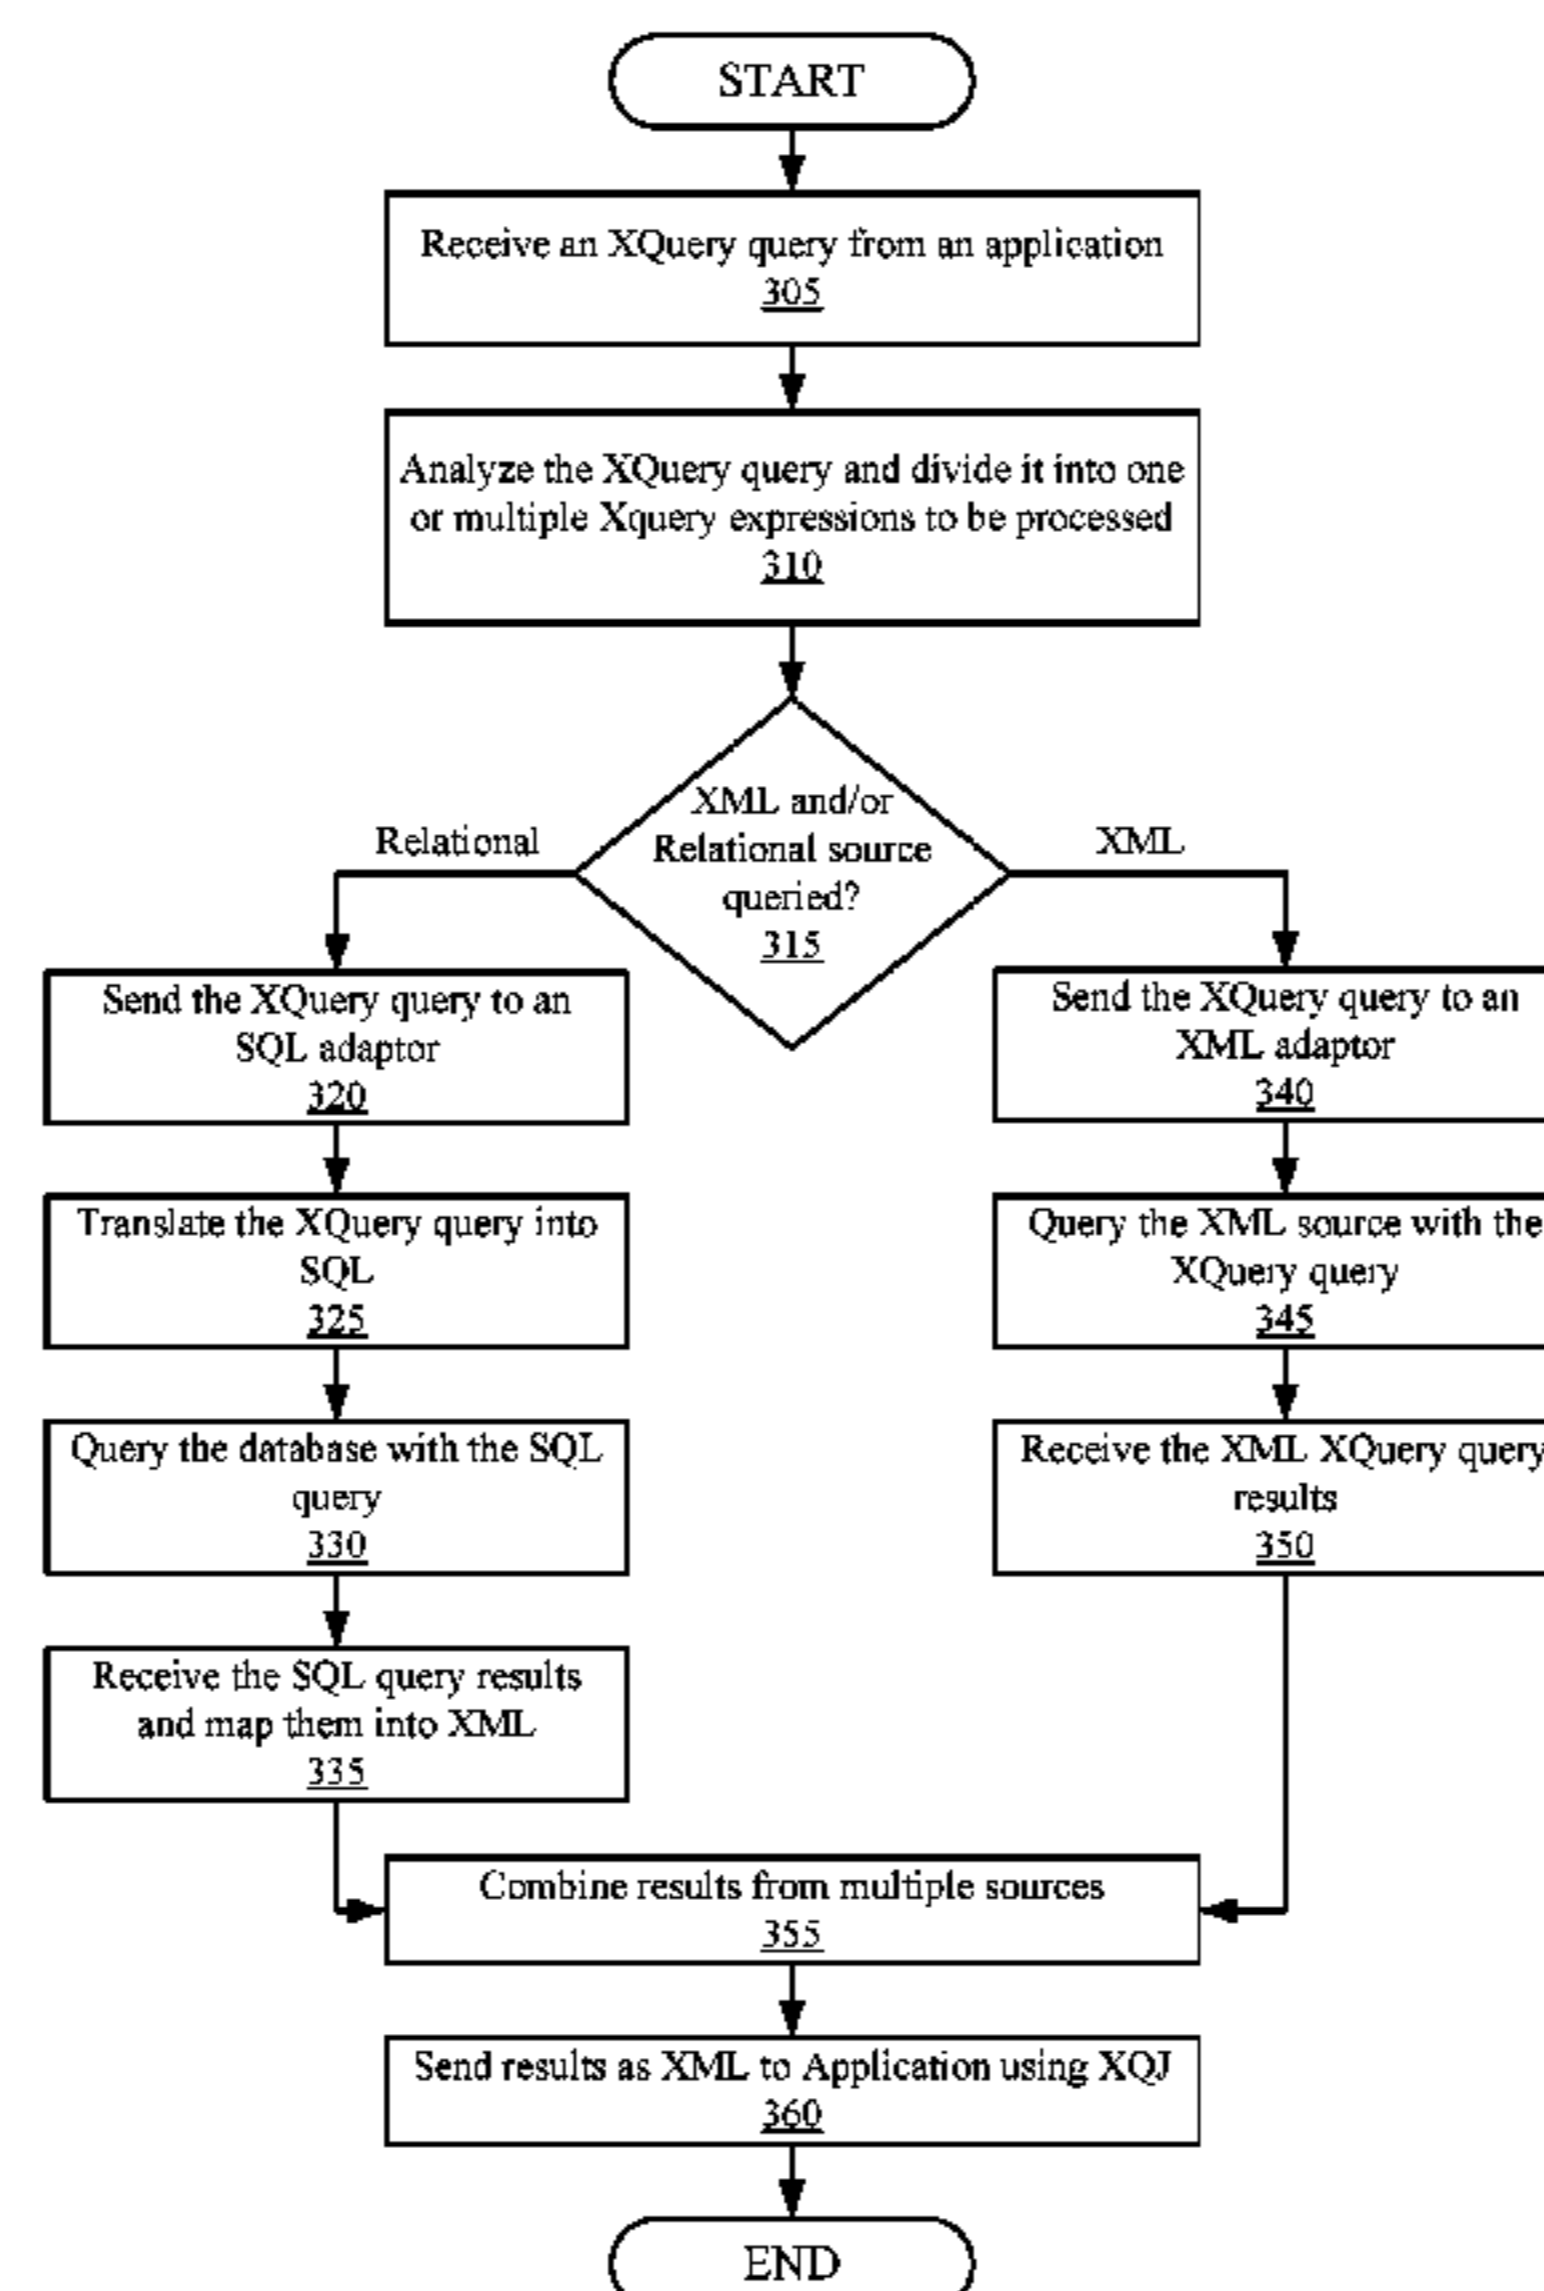 START
Receive an XQuery query from an application
305
Analyze the XQuery query and divide it into one
or multiple Xquery expressions to be processed
310
XML and/or
Relational source
queried?
315
Relational
XML
Send the XQuery query to an
SQL adaptor
320
Translate the XQuery query into
SQL
325
Query the database with the SQL
query
330
Receive the SQL query results
and map them into XML
335
Send the XQuery query to an
XML adaptor
340
Query the XML source with the
XQuery query
345
Receive the XML XQuery query
results
350
Combine results from multiple sources
355
Send results as XML to Application using XQJ
360
END